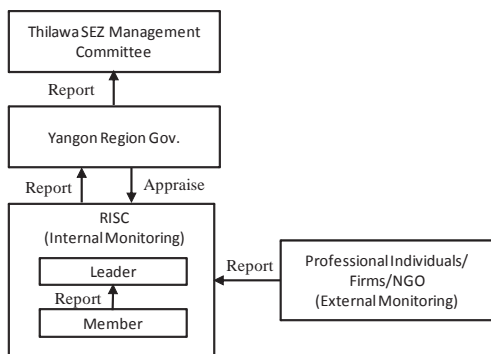 Thilawa SEZ Management
Committee
Report
Yangon Region Gov.
Report
Appraise
RISC
(Internal Monitoring)
Leader
Report
Member
Report
Professional Individuals/
Firms/NGO
(External Monitoring)